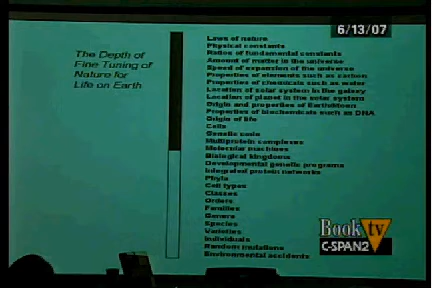 6/13/07
The Depth of
Fine Tuning of
Nature for
Life on Earth
Laws of nature
Physical constants
Ratios of fundamental constants
Amount of matter in the universe
Speed of expansion of the universe
Properties of elements such as carbon
Properties of chemicals such as water
Location of solar system in the galaxy
Location of planet in the solar system
Origin and properties of Earth/Moon
Properties of biochemicals such as DNA
Origin of life
Cells
Genetic code
Multiprotein complexes
Molecular machines
Biological kingdoms
Developmental genetic programs
Integrated protein networks
Phyla
Cell types
Classes
Orders
Families
Genera
Species
Varieties
Individuals
Random mutations
Environmental accidents
Book tv
C-SPAN2